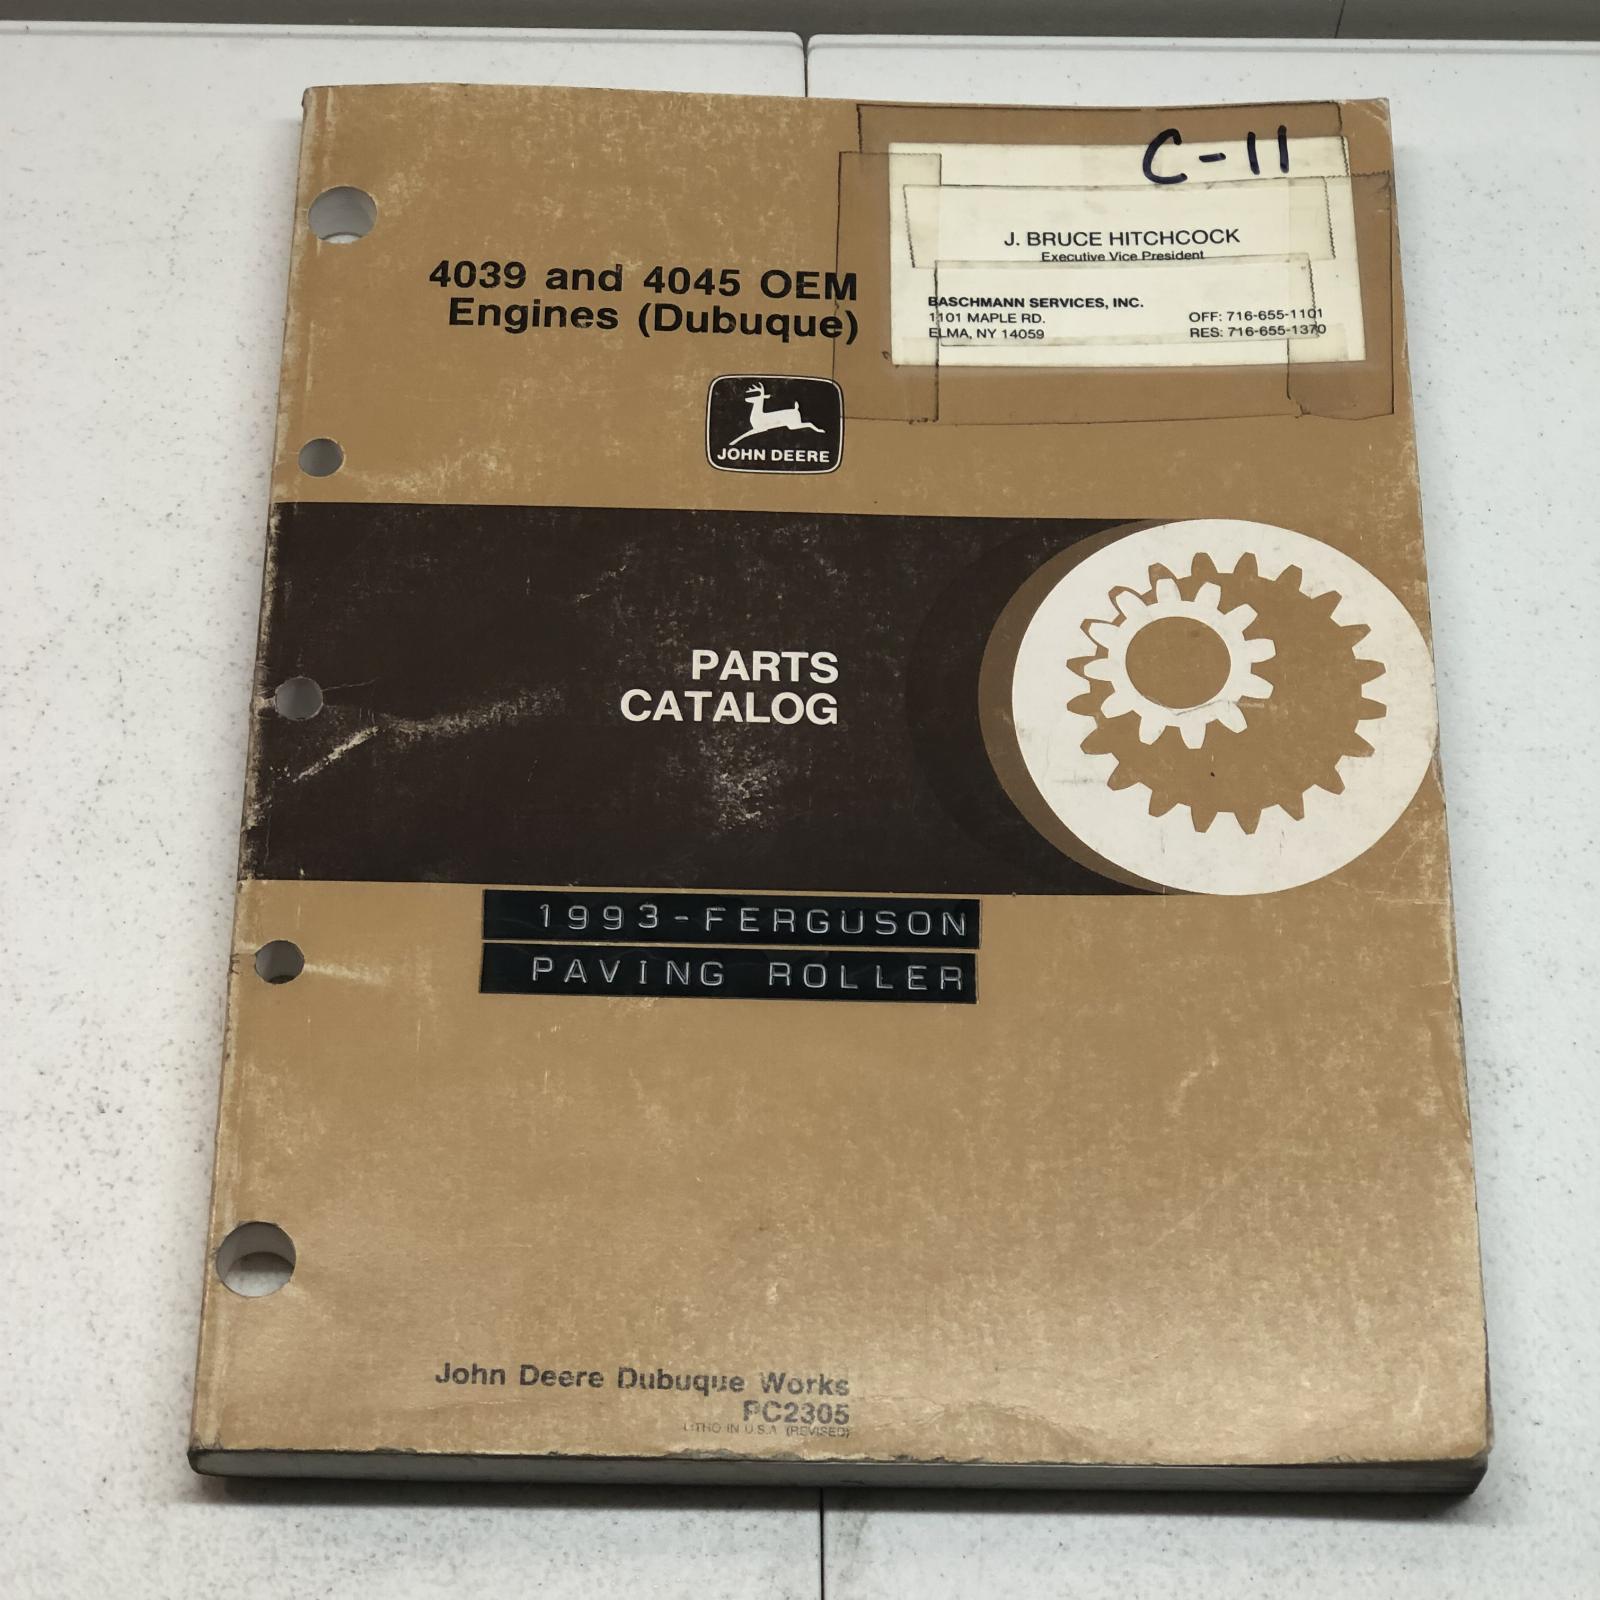 C-11
J. BRUCE HITCHCOCK
Executive Vice President
BASCHMANN SERVICES, INC.
1101 MAPLE RD. OFF: 716-655-1101
ELMA, NY 14059 RES: 716-655-1370
4039 and 4045 OEM
Engines (Dubuque)
JOHN DEERE
PARTS
CATALOG
1993-FERGUSON
PAVING ROLLER
John Deere Dubuque Works
PC2305
LITHO IN U.S.A. (REVISED)